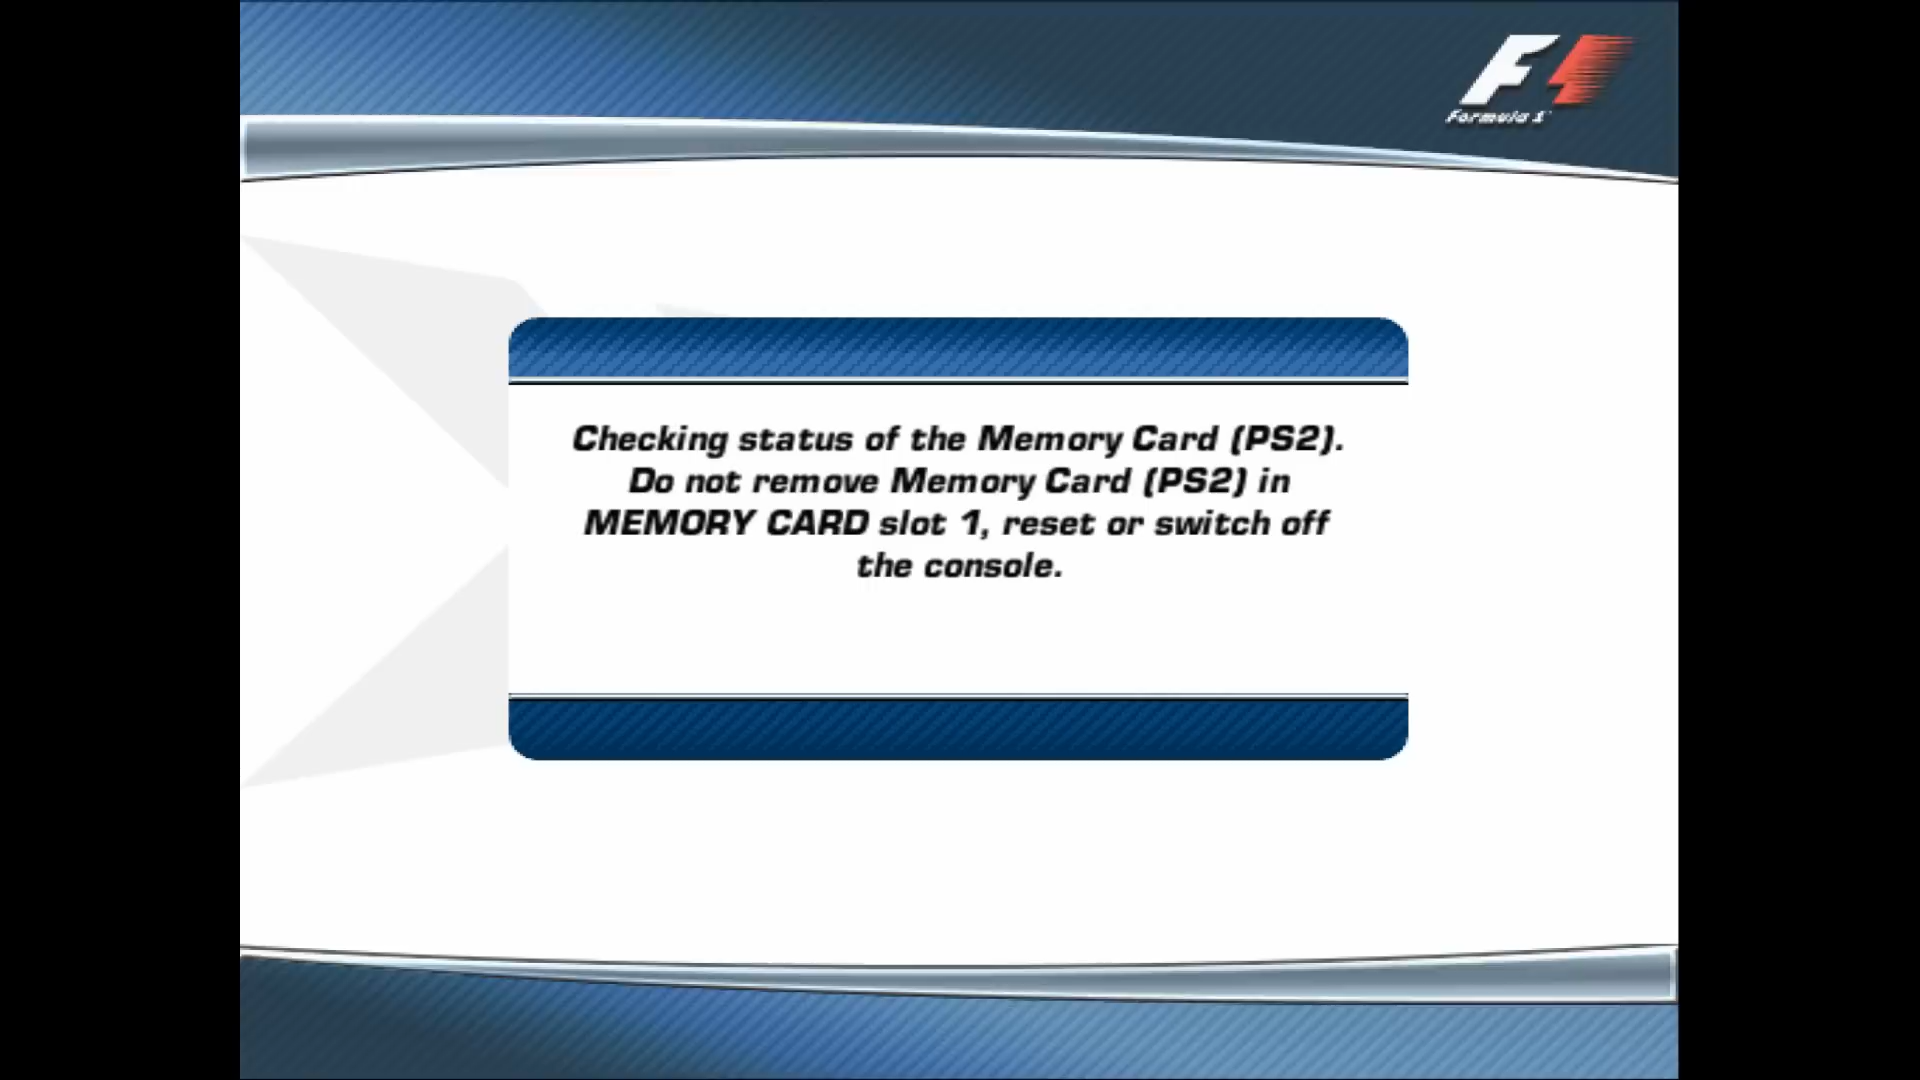 F1
Formula 1
Checking status of the Memory Card (PS2).
Do not remove Memory Card (PS2) in
MEMORY CARD slot 1, reset or switch off
the console.